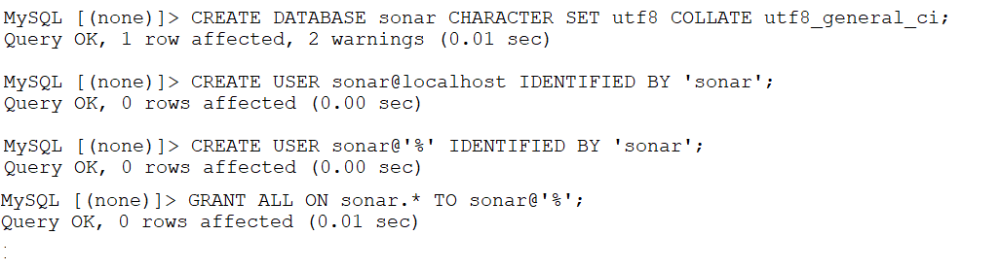 MySQL [(none)]> CREATE DATABASE sonar CHARACTER SET utf8 COLLATE utf8_general_ci;
Query OK, 1 row affected, 2 warnings (0.01 sec)
MySQL [(none)]> CREATE USER sonar@localhost IDENTIFIED BY 'sonar';
Query OK, 0 rows affected (0.00 sec)
MySQL [(none)]> CREATE USER sonar@'%' IDENTIFIED BY 'sonar';
Query OK, 0 rows affected (0.00 sec)
MySQL [(none)]> GRANT ALL ON sonar.* TO sonar@'%';
Query OK, 0 rows affected (0.01 sec)